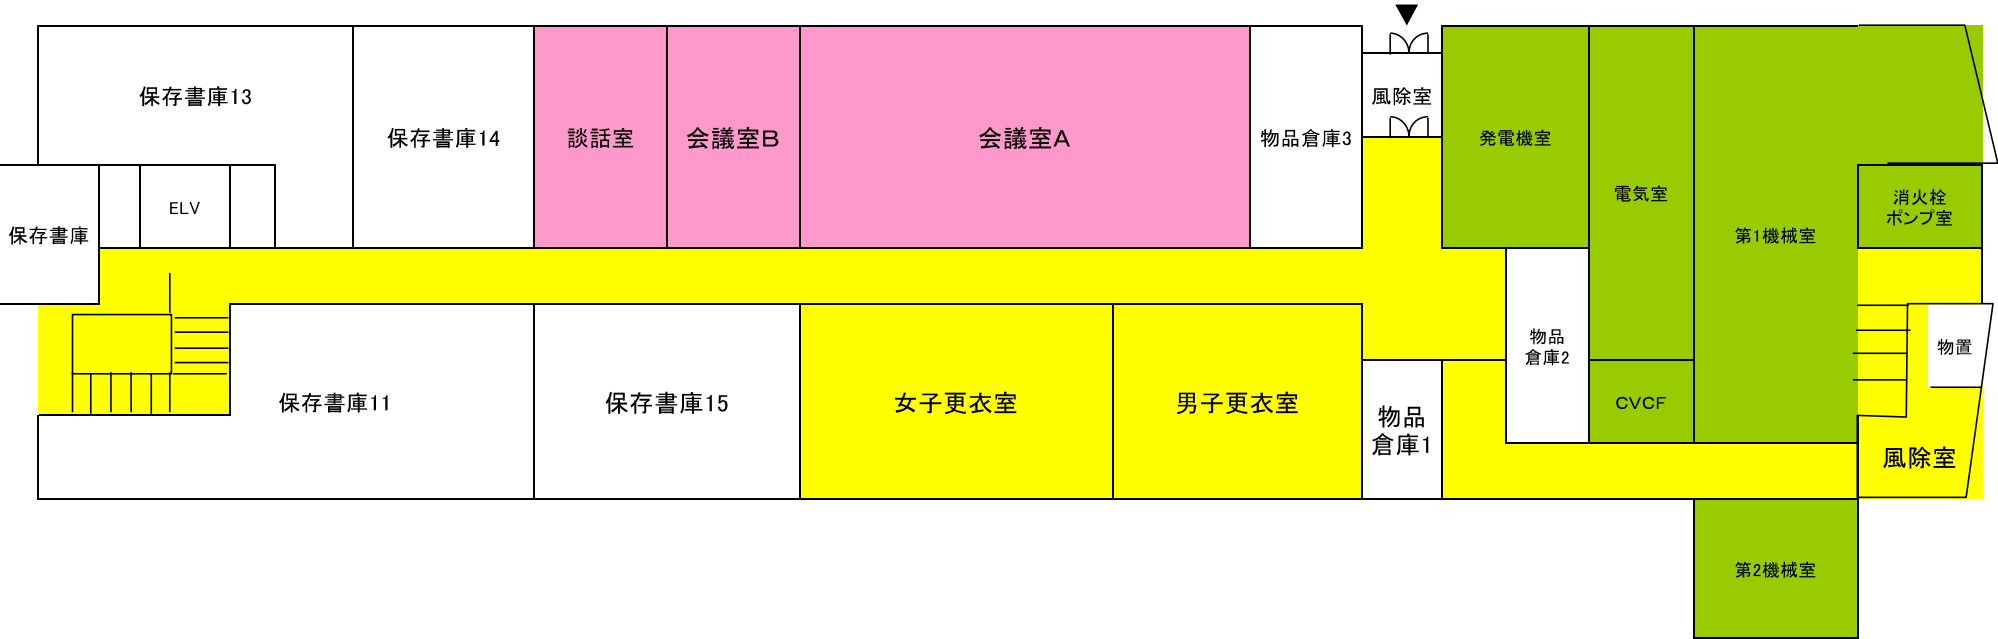 保存書庫13
保存書庫14
談話室
会議室B
会議室A
物品倉庫3
風除室
発電機室
電気室
第1機械室
消火栓
ポンプ室
保存書庫
ELV
物品
倉庫2
物置
保存書庫11
保存書庫15
女子更衣室
男子更衣室
物品
倉庫1
CVCF
風除室
第2機械室